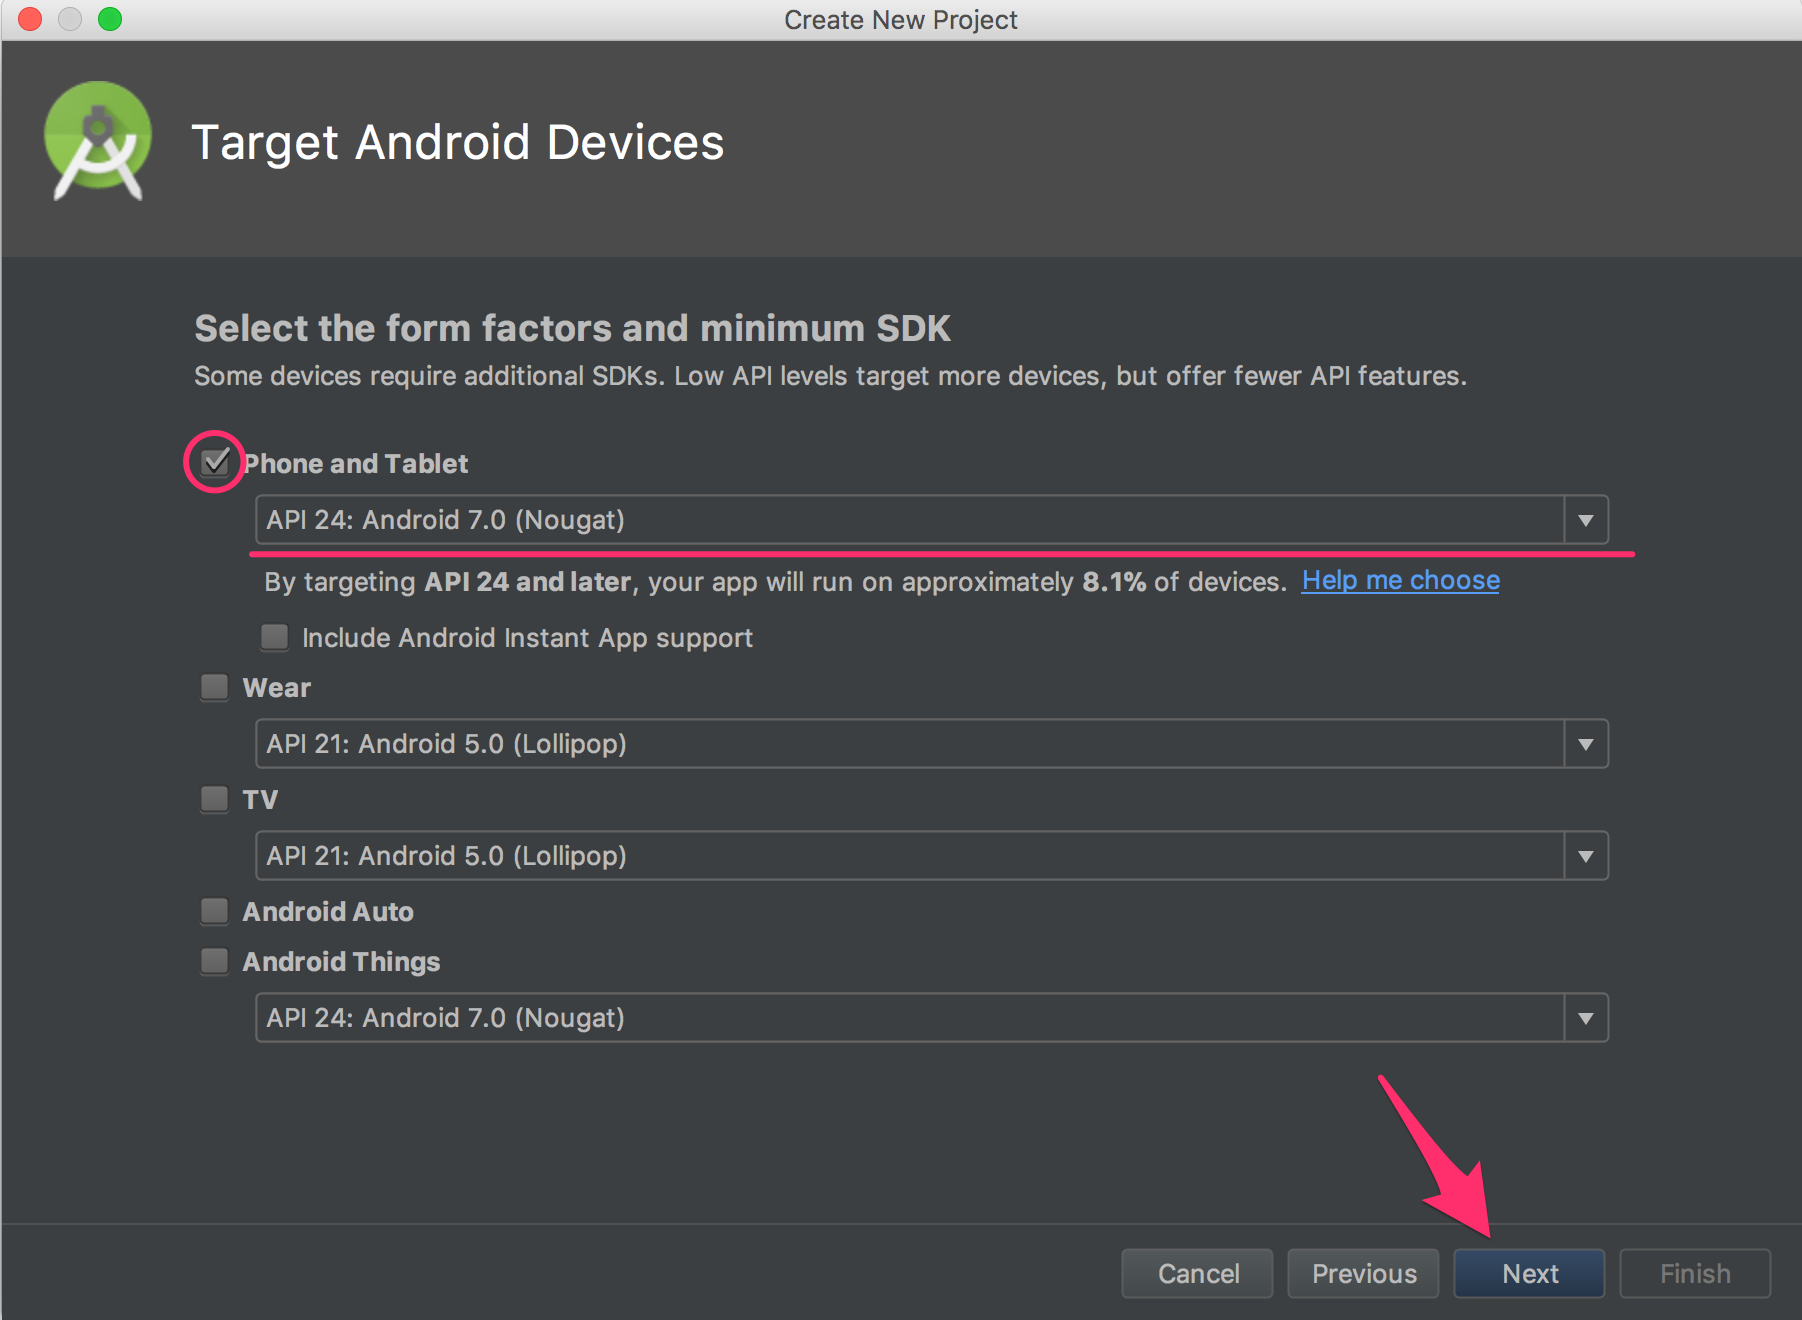 Create New Project
Target Android Devices
Select the form factors and minimum SDK
Some devices require additional SDKs. Low API levels target more devices, but offer fewer API features.
Phone and Tablet
API 24: Android 7.0 (Nougat)
By targeting API 24 and later, your app will run on approximately 8.1% of devices. Help me choose
Include Android Instant App support
Wear
API 21: Android 5.0 (Lollipop)
TV
API 21: Android 5.0 (Lollipop)
Android Auto
Android Things
API 24: Android 7.0 (Nougat)
Cancel Previous Next Finish